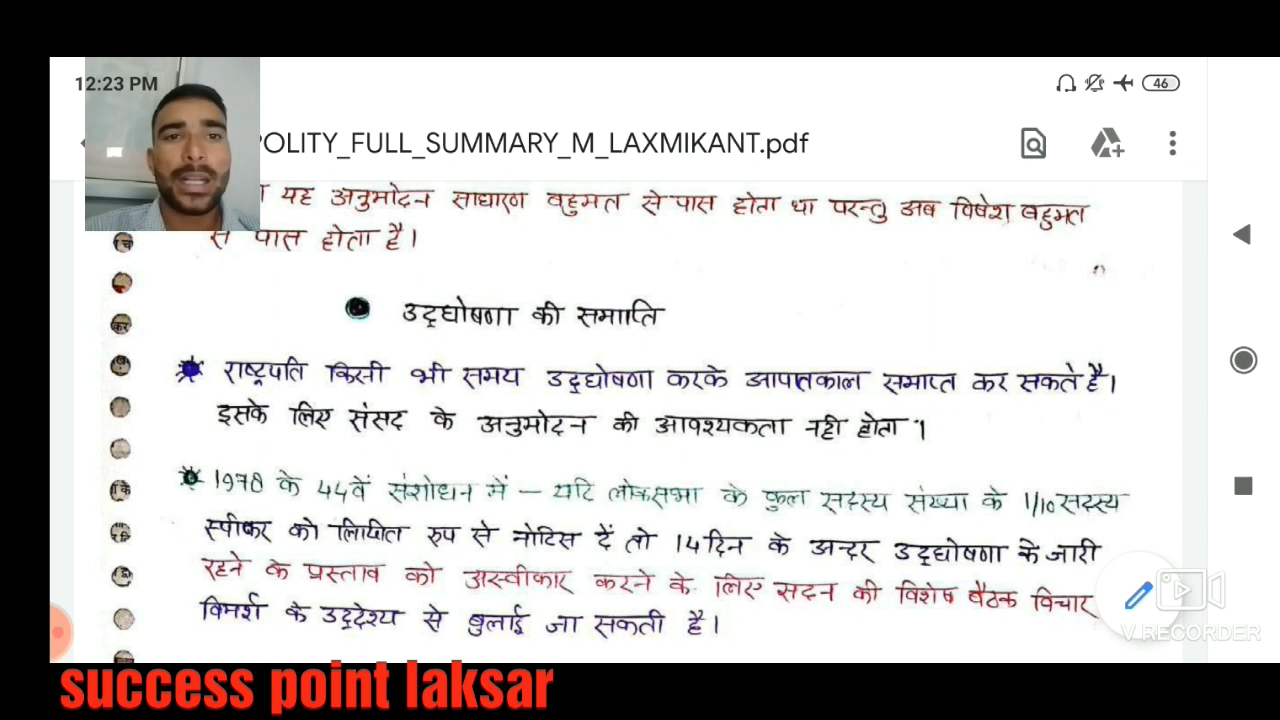 12:23 PM
46
OLITY_FULL_SUMMARY_M_LAXMIKANT.pdf
यह अनुमोदन साधारण बहुमत से पास होता था परन्तु अब विषेश बहुमत
से पास होता है।
उद्घोषणा की समाप्ति
राष्ट्रपति किसी भी समय उद्घोषणा करके आपातकाल समाप्त कर सकते है।
इसके लिए संसद के अनुमोदन की आवश्यकता नही होता।
1978 के 44वें संशोधन में – यदि लोकसभा के कुल सदस्य संख्या के 1/10 सदस्य
स्पीकर को लिखित रुप से नोटिस दें तो 14 दिन के अन्दर उद्घोषणा के जारी
रहने के प्रस्ताव को अस्वीकार करने के लिए सदन की विशेष बैठक विचार
विमर्श के उद्देश्य से बुलाई जा सकती है।
V RECORDER
success point laksar